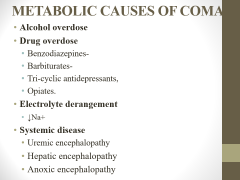 METABOLIC CAUSES OF COMA
• Alcohol overdose
• Drug overdose
• Benzodiazepines-
• Barbiturates-
• Tri-cyclic antidepressants,
• Opiates.
• Electrolyte derangement
• ↓Na+
• Systemic disease
• Uremic encephalopathy
• Hepatic encephalopathy
• Anoxic encephalopathy